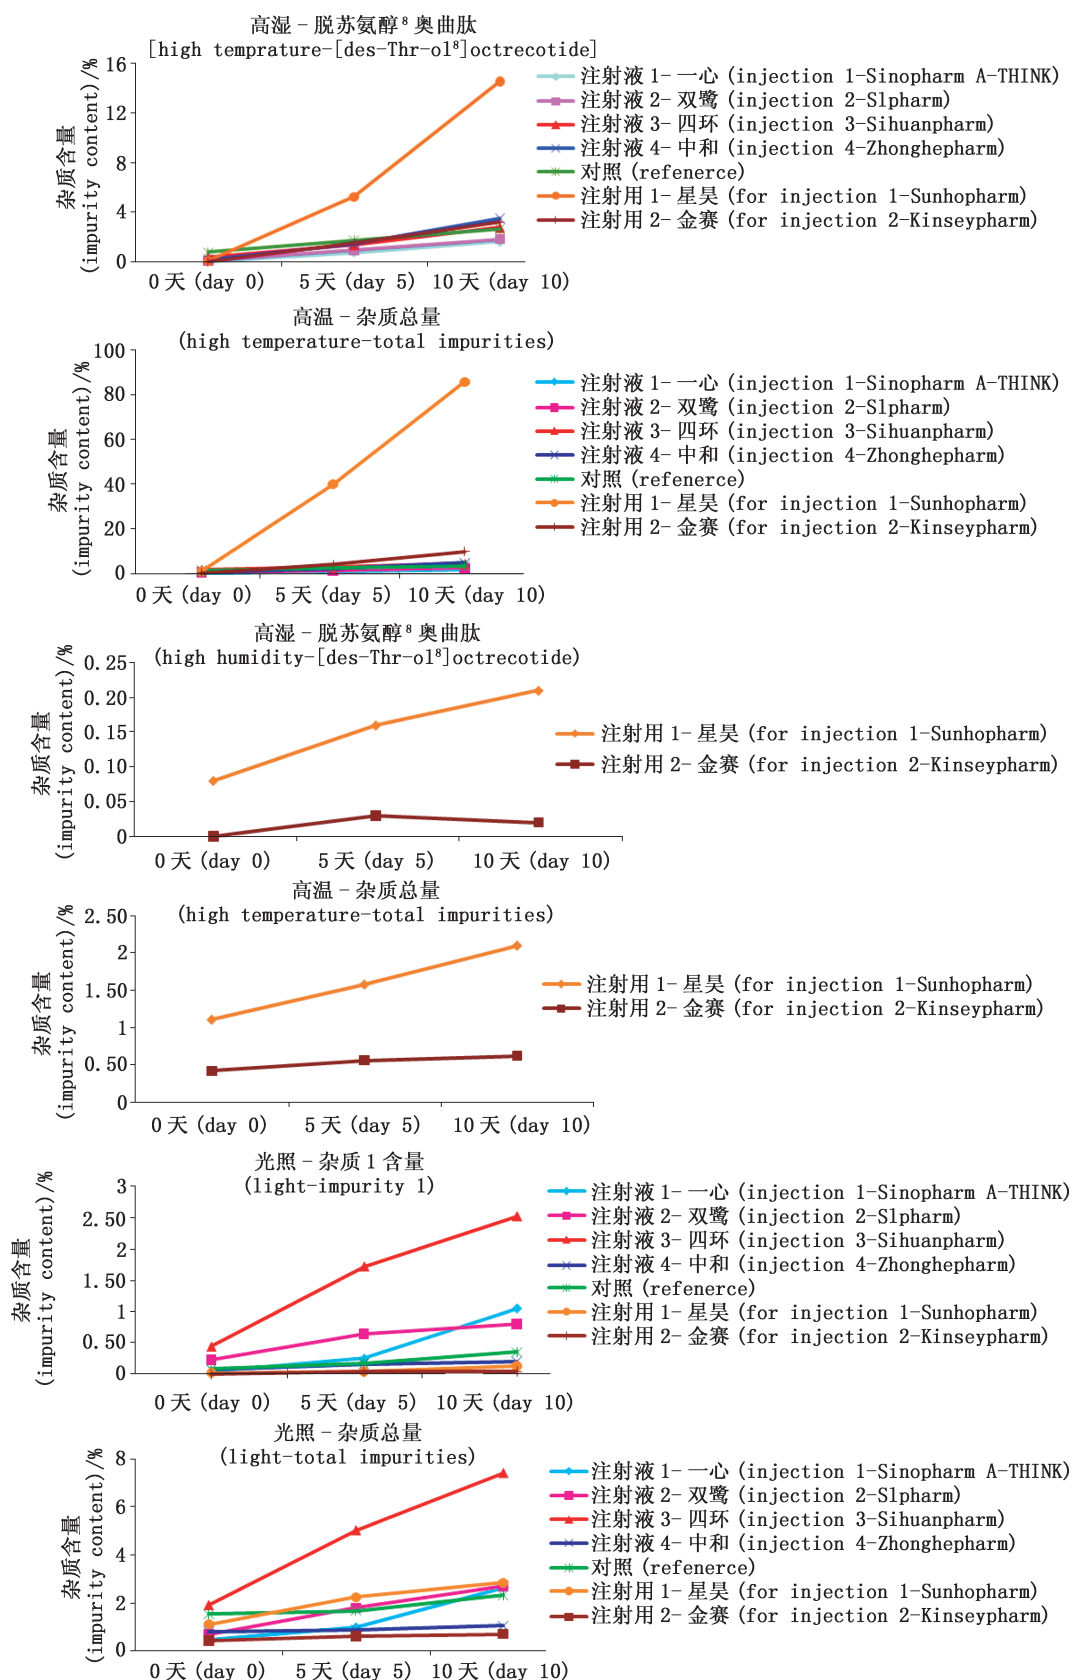 高湿－脱苏氨醇⁸奥曲肽
[high temprature-[des-Thr-ol⁸]octrecotide]
杂质含量
(impurity content)/%
16
12
8
4
0
0天(day 0) 5天(day 5) 10天(day 10)
注射液1-一心(injection 1-Sinopharm A-THINK)
注射液2-双鹭(injection 2-Slpharm)
注射液3-四环(injection 3-Sihuanpharm)
注射液4-中和(injection 4-Zhonghepharm)
对照(refenerce)
注射用1-星昊(for injection 1-Sunhopharm)
注射用2-金赛(for injection 2-Kinseypharm)
高温－杂质总量
(high temperature-total impurities)
杂质含量
(impurity content)/%
100
80
60
40
20
0
0天(day 0) 5天(day 5) 10天(day 10)
注射液1-一心(injection 1-Sinopharm A-THINK)
注射液2-双鹭(injection 2-Slpharm)
注射液3-四环(injection 3-Sihuanpharm)
注射液4-中和(injection 4-Zhonghepharm)
对照(refenerce)
注射用1-星昊(for injection 1-Sunhopharm)
注射用2-金赛(for injection 2-Kinseypharm)
高湿－脱苏氨醇⁸奥曲肽
(high humidity-[des-Thr-ol⁸]octrecotide)
杂质含量
(impurity content)/%
0.25
0.20
0.15
0.10
0.05
0
0天(day 0) 5天(day 5) 10天(day 10)
注射用1-星昊(for injection 1-Sunhopharm)
注射用2-金赛(for injection 2-Kinseypharm)
高温－杂质总量
(high temperature-total impurities)
杂质含量
(impurity content)/%
2.50
2
1.50
1
0.50
0
0天(day 0) 5天(day 5) 10天(day 10)
注射用1-星昊(for injection 1-Sunhopharm)
注射用2-金赛(for injection 2-Kinseypharm)
光照－杂质1含量
(light-impurity 1)
杂质含量
(impurity content)/%
3
2.50
2
1.50
1
0.50
0
0天(day 0) 5天(day 5) 10天(day 10)
注射液1-一心(injection 1-Sinopharm A-THINK)
注射液2-双鹭(injection 2-Slpharm)
注射液3-四环(injection 3-Sihuanpharm)
注射液4-中和(injection 4-Zhonghepharm)
对照(refenerce)
注射用1-星昊(for injection 1-Sunhopharm)
注射用2-金赛(for injection 2-Kinseypharm)
光照－杂质总量
(light-total impurities)
杂质含量
(impurity content)/%
8
6
4
2
0
0天(day 0) 5天(day 5) 10天(day 10)
注射液1-一心(injection 1-Sinopharm A-THINK)
注射液2-双鹭(injection 2-Slpharm)
注射液3-四环(injection 3-Sihuanpharm)
注射液4-中和(injection 4-Zhonghepharm)
对照(refenerce)
注射用1-星昊(for injection 1-Sunhopharm)
注射用2-金赛(for injection 2-Kinseypharm)